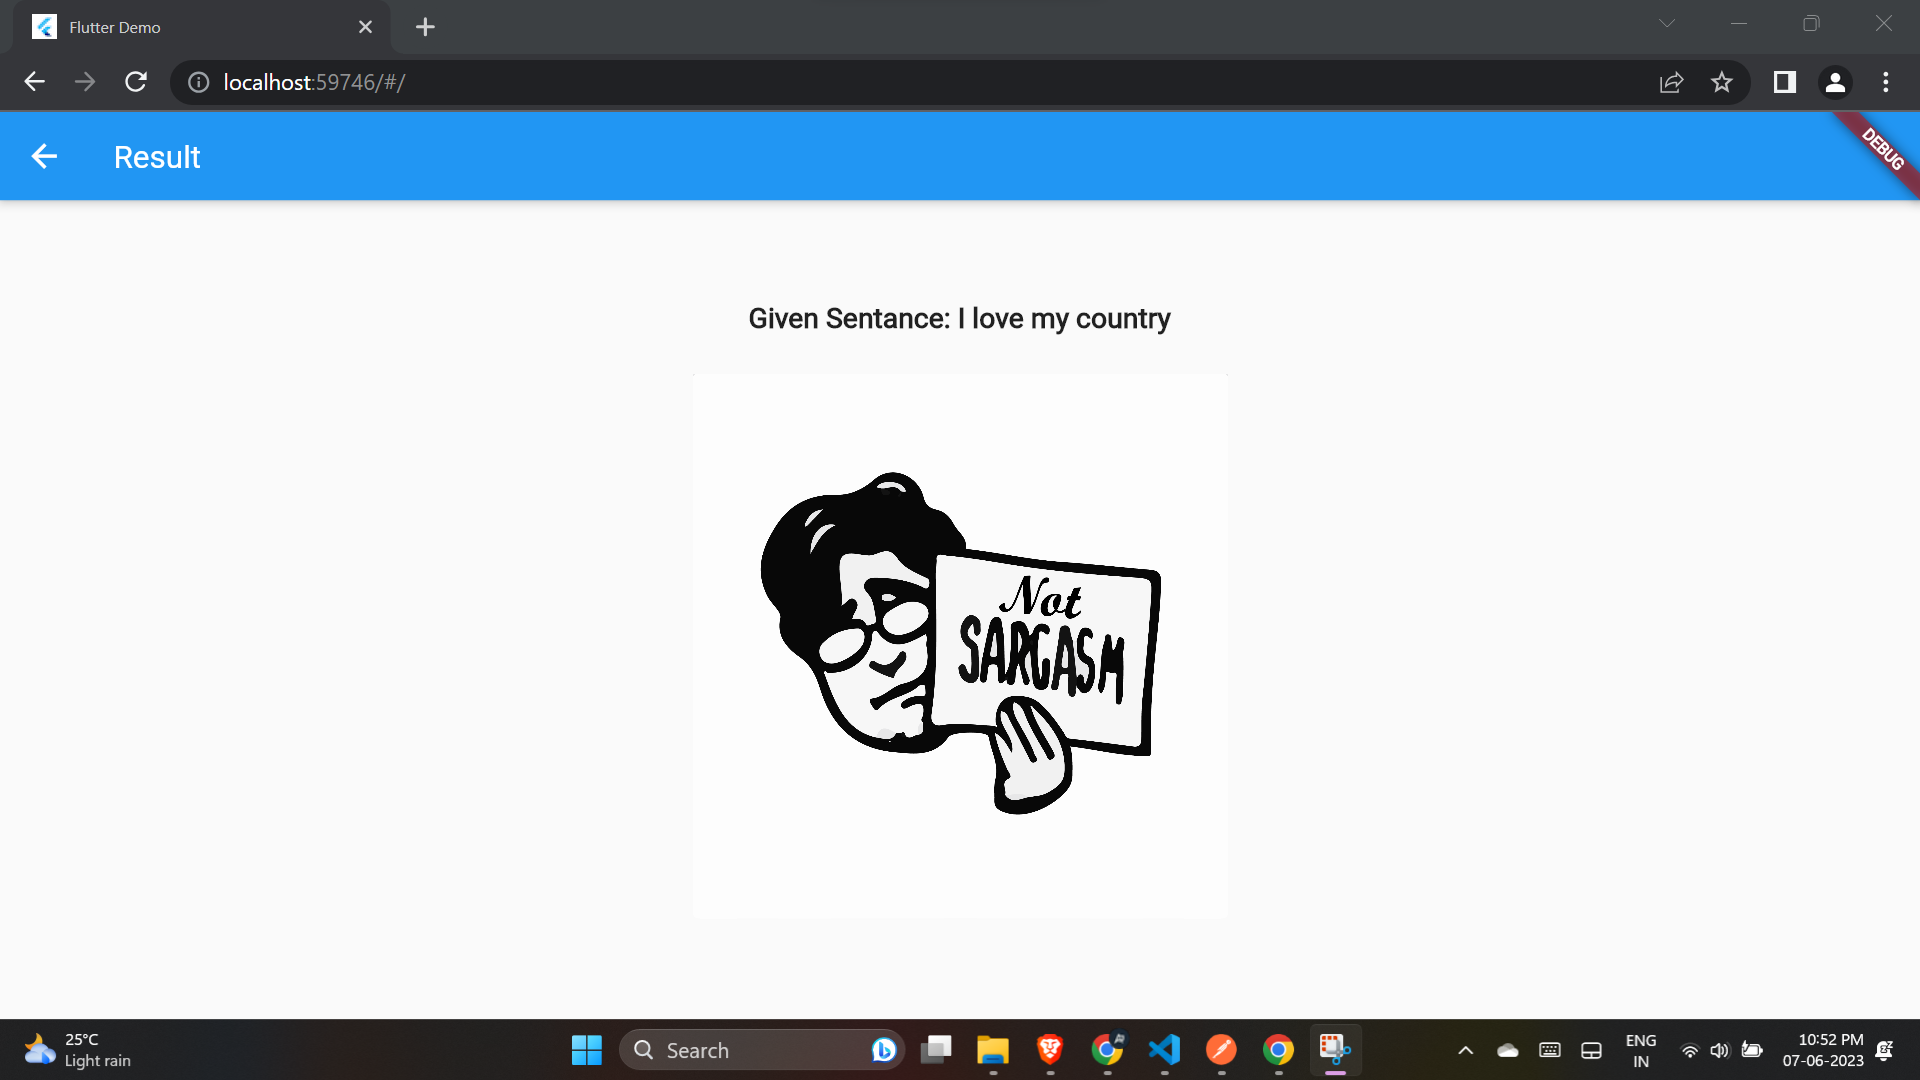 Flutter Demo
localhost:59746/#/
Result
DEBUG
Given Sentance: I love my country
Not
SARCASM
25°C
Light rain
Search
ENG
IN
10:52 PM
07-06-2023